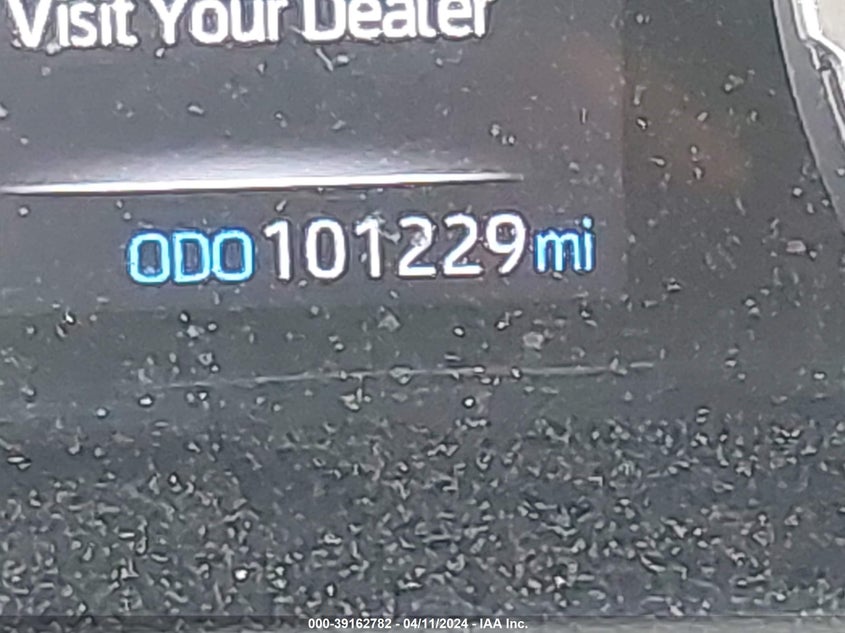 Visit Your Dealer
ODO 101229 mi
000-39162782 - 04/11/2024 - IAA Inc.